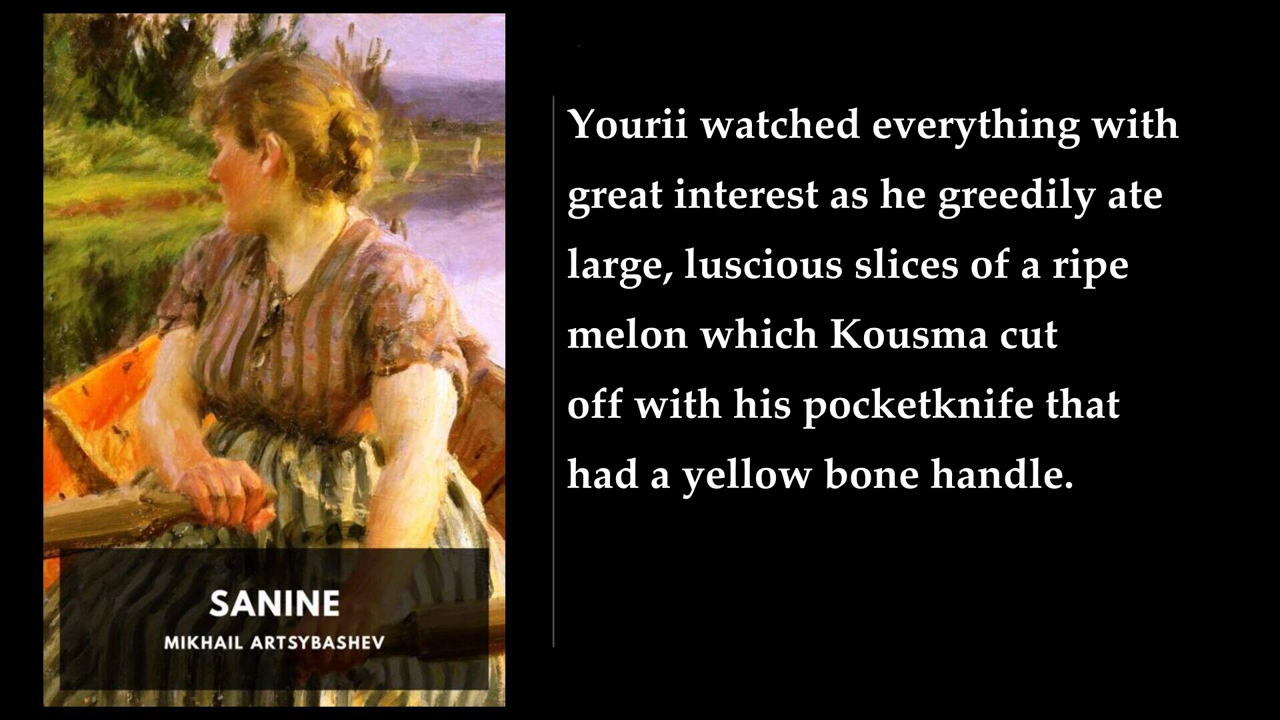 SANINE
MIKHAIL ARTSYBASHEV
Yourii watched everything with
great interest as he greedily ate
large, luscious slices of a ripe
melon which Kousma cut
off with his pocketknife that
had a yellow bone handle.